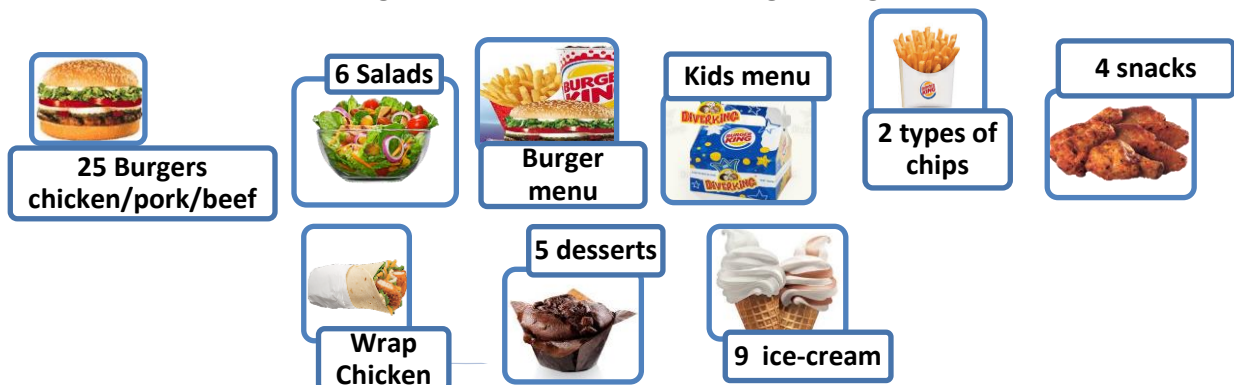 25 Burgers
chicken/pork/beef
6 Salads
BURGER
KIN
Burger
menu
Kids menu
DIVERKING
BURGER
KING
DIVERKING
2 types of
chips
4 snacks
Wrap
Chicken
5 desserts
9 ice-cream